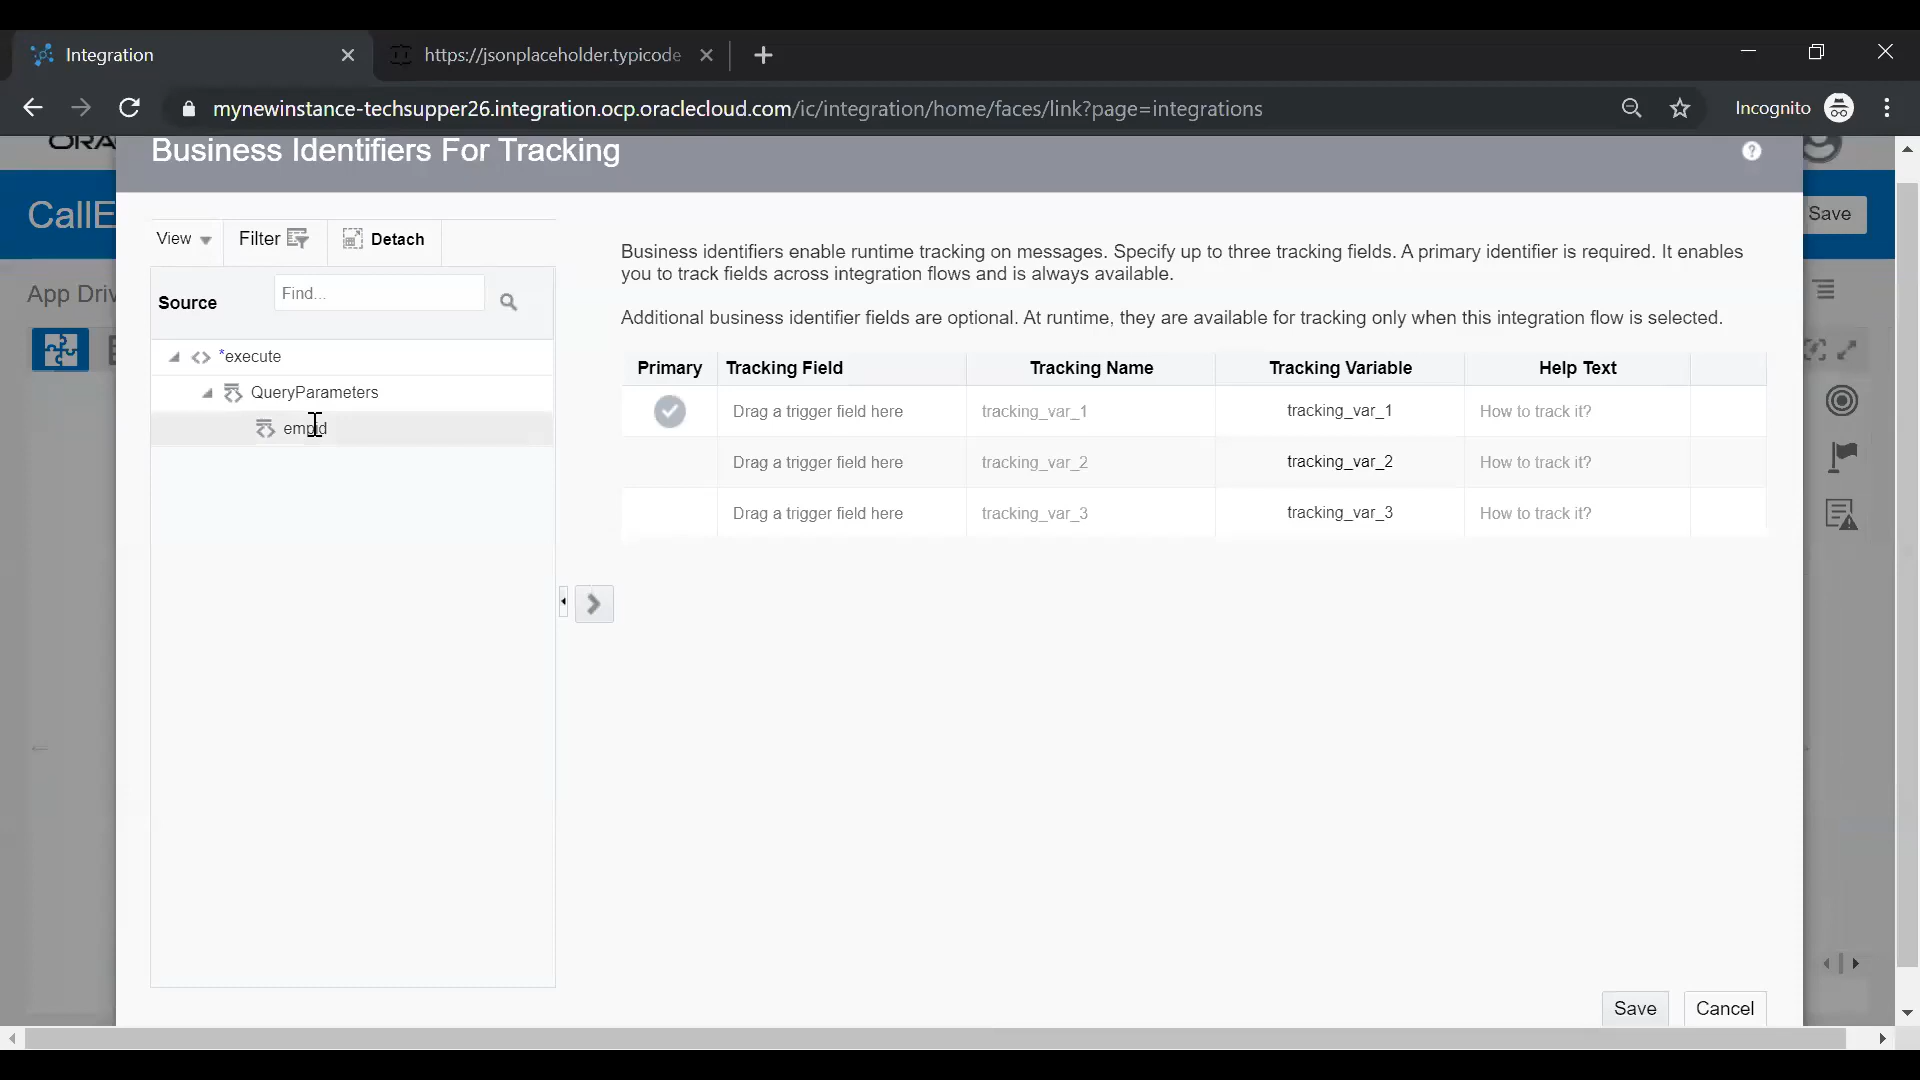 Integration
https://jsonplaceholder.typicode
mynewinstance-techsupper26.integration.ocp.oraclecloud.com/ic/integration/home/faces/link?page=integrations
Incognito
ORA
Business Identifiers For Tracking
CallE
Save
View
Filter
Detach
App Driv
Source
Find...
*execute
QueryParameters
empid
Business identifiers enable runtime tracking on messages. Specify up to three tracking fields. A primary identifier is required. It enables
you to track fields across integration flows and is always available.
Additional business identifier fields are optional. At runtime, they are available for tracking only when this integration flow is selected.
Primary Tracking Field Tracking Name Tracking Variable Help Text
Drag a trigger field here tracking_var_1 tracking_var_1 How to track it?
Drag a trigger field here tracking_var_2 tracking_var_2 How to track it?
Drag a trigger field here tracking_var_3 tracking_var_3 How to track it?
Save Cancel